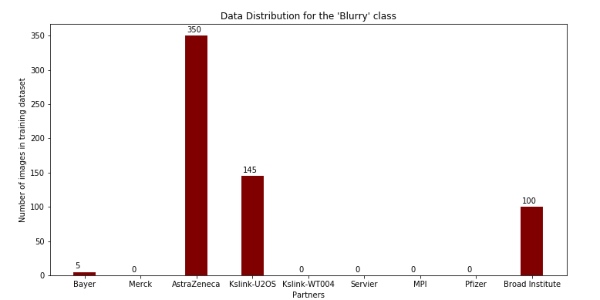 Data Distribution for the 'Blurry' class
Number of images in training dataset
350
300
250
200
150
100
50
0
5
0
350
145
0
0
0
0
100
Bayer
Merck
AstraZeneca
Kslink-U2OS
Kslink-WT004
Servier
MPI
Pfizer
Broad Institute
Partners